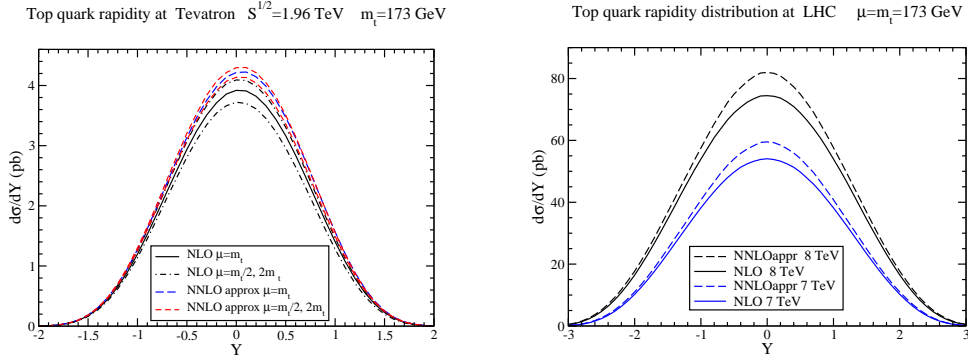 Top quark rapidity at Tevatron S^1/2=1.96 TeV m_t=173 GeV
4
3
2
1
0
dσ/dY (pb)
NLO μ=m_t
NLO μ=m_t/2, 2m_t
NNLO approx μ=m_t
NNLO approx μ=m_t/2, 2m_t
-2 -1.5 -1 -0.5 0 0.5 1 1.5 2
Y
Top quark rapidity distribution at LHC μ=m_t=173 GeV
80
60
40
20
0
dσ/dY (pb)
NNLOappr 8 TeV
NLO 8 TeV
NNLOappr 7 TeV
NLO 7 TeV
-3 -2 -1 0 1 2 3
Y